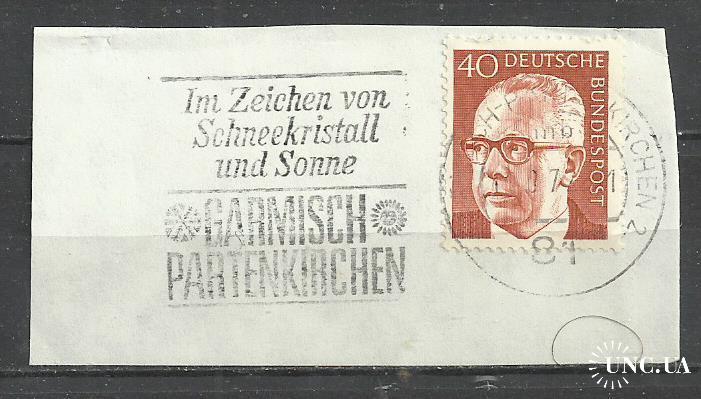 Im Zeichen von
Schneekristall
und Sonne
GARMISCH
PARTENKIRCHEN
40 DEUTSCHE
BUNDESPOST
KIRCHEN 2
81
UNC.UA